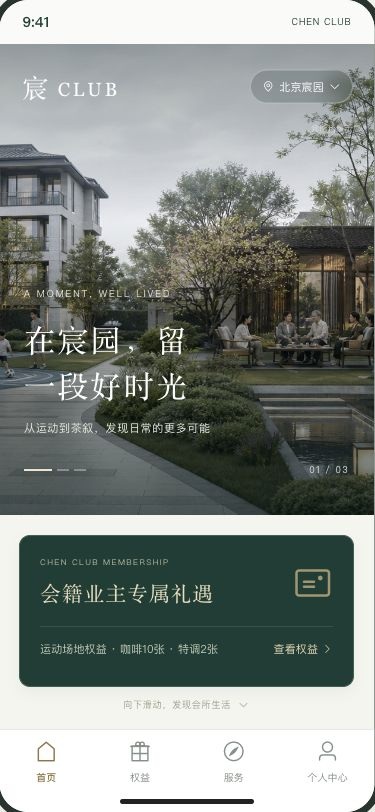 9:41
CHEN CLUB
宸 CLUB
北京宸园
A MOMENT, WELL LIVED
在宸园，留
一段好时光
从运动到茶叙，发现日常的更多可能
01 / 03
CHEN CLUB MEMBERSHIP
会籍业主专属礼遇
运动场地权益 · 咖啡10张 · 特调2张
查看权益
向下滑动，发现会所生活
首页
权益
服务
个人中心